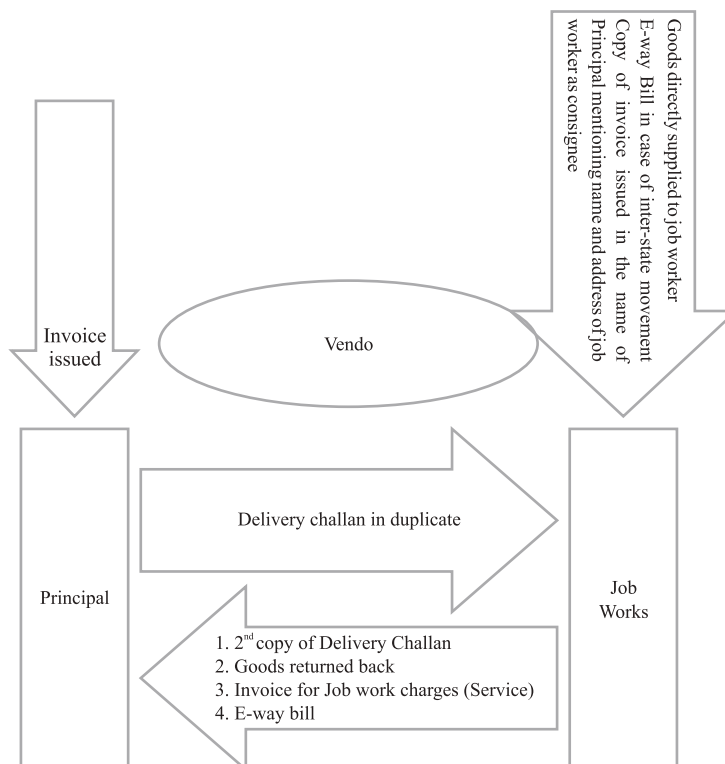 Goods directly supplied to job worker
E-way Bill in case of inter-state movement
Copy of invoice issued in the name of
Principal mentioning name and address of job
worker as consignee
Invoice
issued
Vendo
Delivery challan in duplicate
Principal
Job
Works
1. 2nd copy of Delivery Challan
2. Goods returned back
3. Invoice for Job work charges (Service)
4. E-way bill